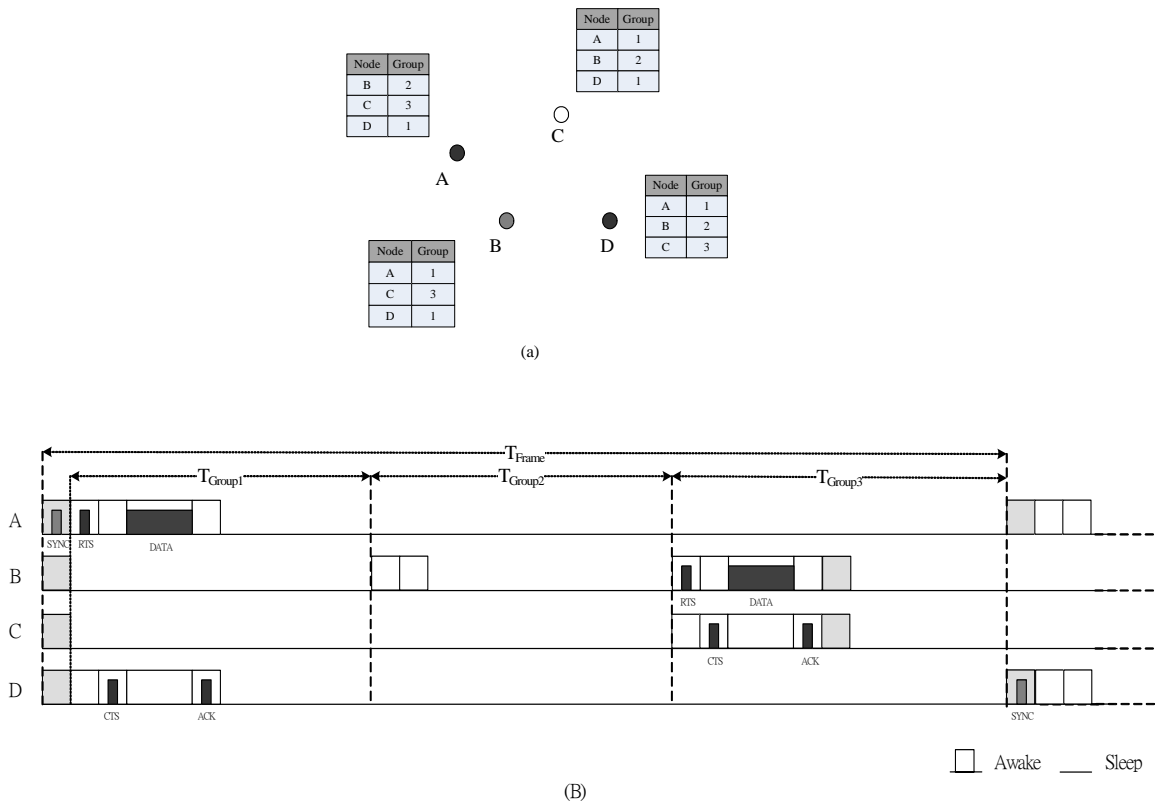 Node Group
A 1
B 2
D 1
Node Group
B 2
C 3
D 1
C
A
Node Group
A 1
B 2
C 3
B
D
Node Group
A 1
C 3
D 1
(a)
TFrame
TGroup1 TGroup2 TGroup3
A
SYNC RTS DATA
B
RTS DATA
C
CTS ACK
D
CTS ACK SYNC
Awake Sleep
(B)